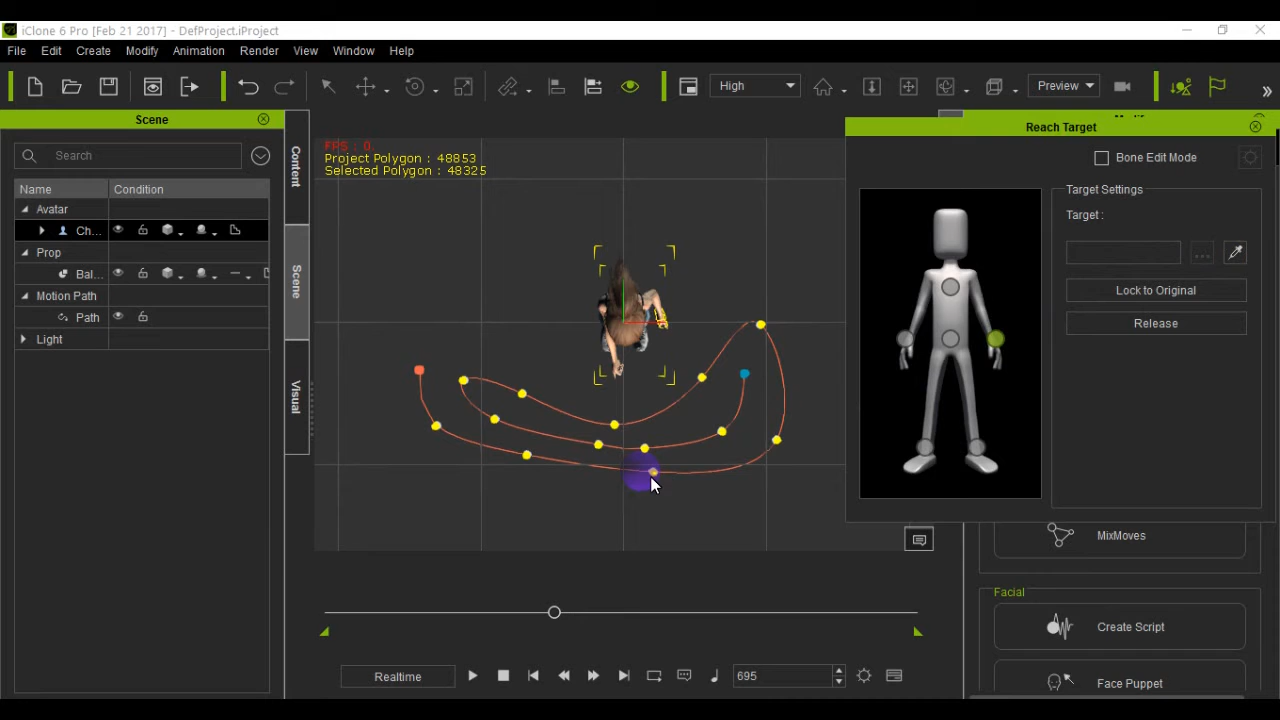 iClone 6 Pro [Feb 21 2017] - DefProject.iProject
File Edit Create Modify Animation Render View Window Help
High
Preview
Scene
Search
Name Condition
Avatar
Ch...
Prop
Bal...
Motion Path
Path
Light
Content
Scene
Visual
FPS : 0
Project Polygon : 48853
Selected Polygon : 48325
Reach Target
Bone Edit Mode
Target Settings
Target :
...
Lock to Original
Release
MixMoves
Facial
Create Script
Face Puppet
Realtime
695